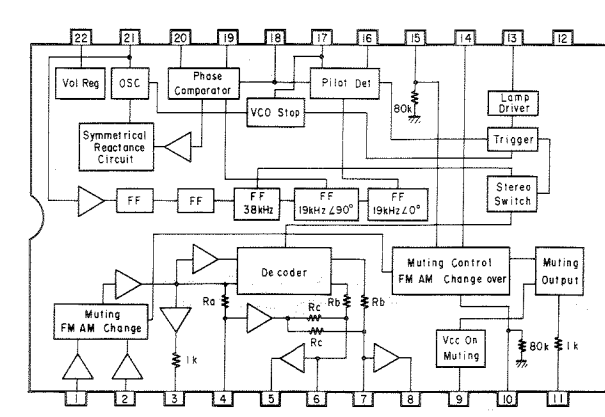 22 21 20 19 18 17 16 15 14 13 12
Vol Reg
OSC
Phase
Comparator
Pilot Det
VCO Stop
80k
Lamp
Driver
Trigger
Symmetrical
Reactance
Circuit
Stereo
Switch
FF
FF
FF
38kHz
FF
19kHz∠90°
FF
19kHz∠0°
Decoder
Muting Control
FM AM Change over
Muting
Output
Ra
Rb
Rb
Rc
Rc
Muting
FM AM Change
1k
Vcc On
Muting
80k
1k
1 2 3 4 5 6 7 8 9 10 11